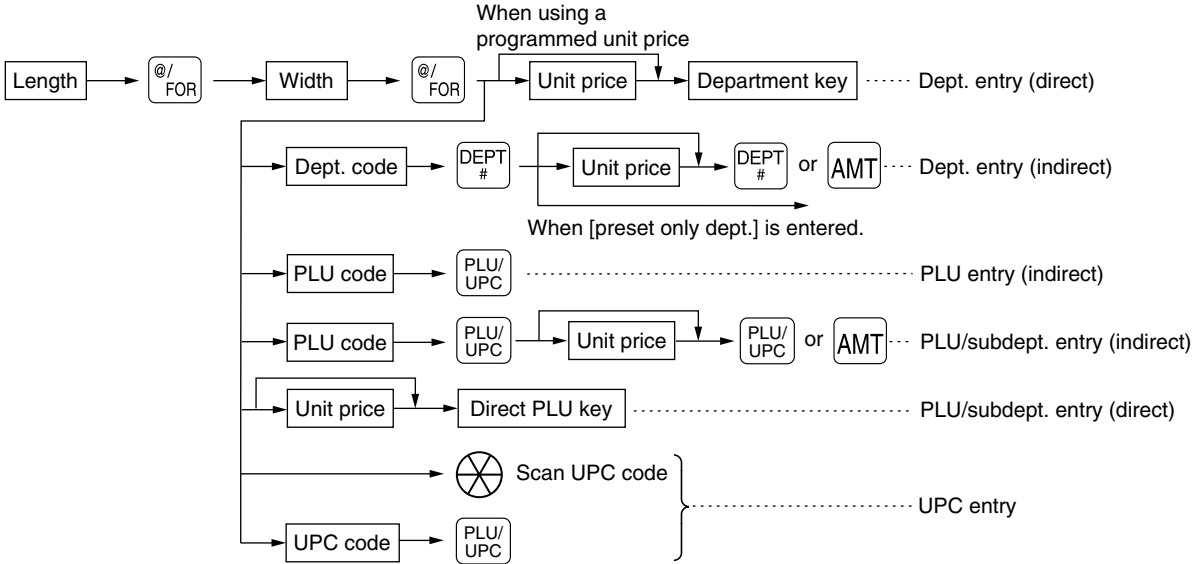 When using a
programmed unit price
Length @/FOR Width @/FOR Unit price Department key Dept. entry (direct)
Dept. code DEPT # Unit price DEPT # or AMT Dept. entry (indirect)
When [preset only dept.] is entered.
PLU code PLU/UPC PLU entry (indirect)
PLU code PLU/UPC Unit price PLU/UPC or AMT PLU/subdept. entry (indirect)
Unit price Direct PLU key PLU/subdept. entry (direct)
Scan UPC code
UPC entry
UPC code PLU/UPC